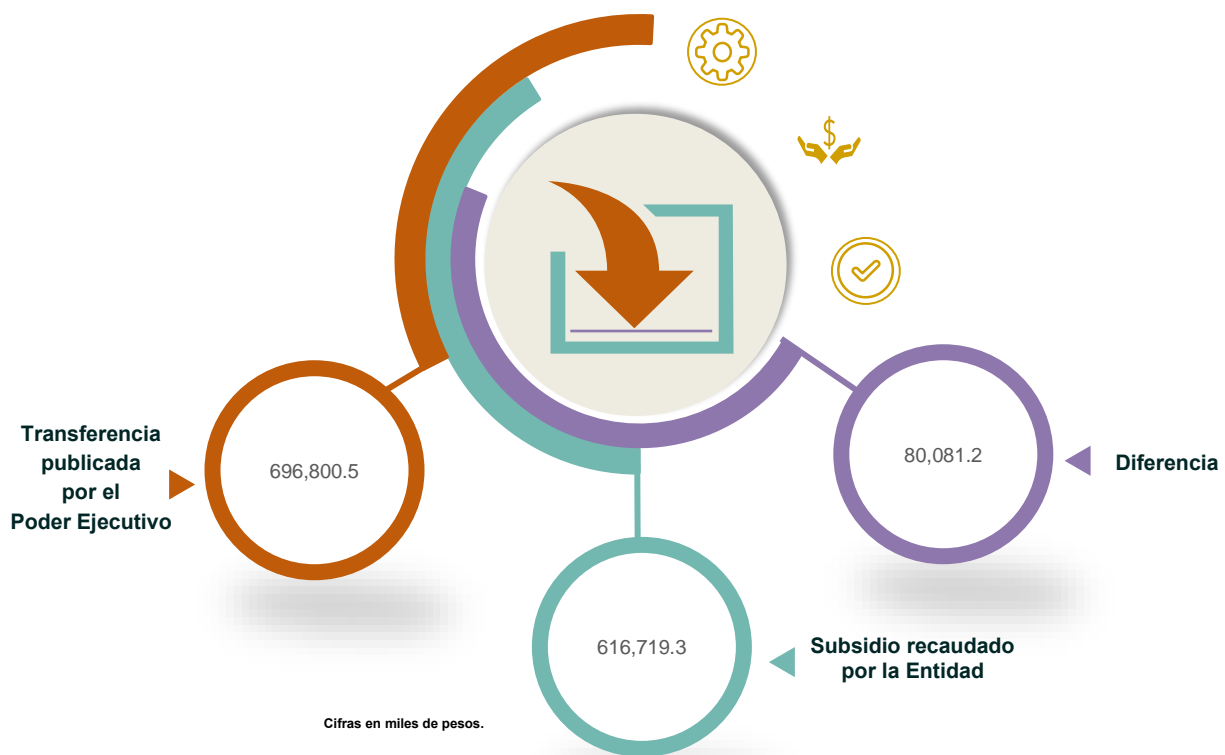 Transferencia
publicada
por el
Poder Ejecutivo
696,800.5
80,081.2
Diferencia
616,719.3
Subsidio recaudado
por la Entidad
Cifras en miles de pesos.
$